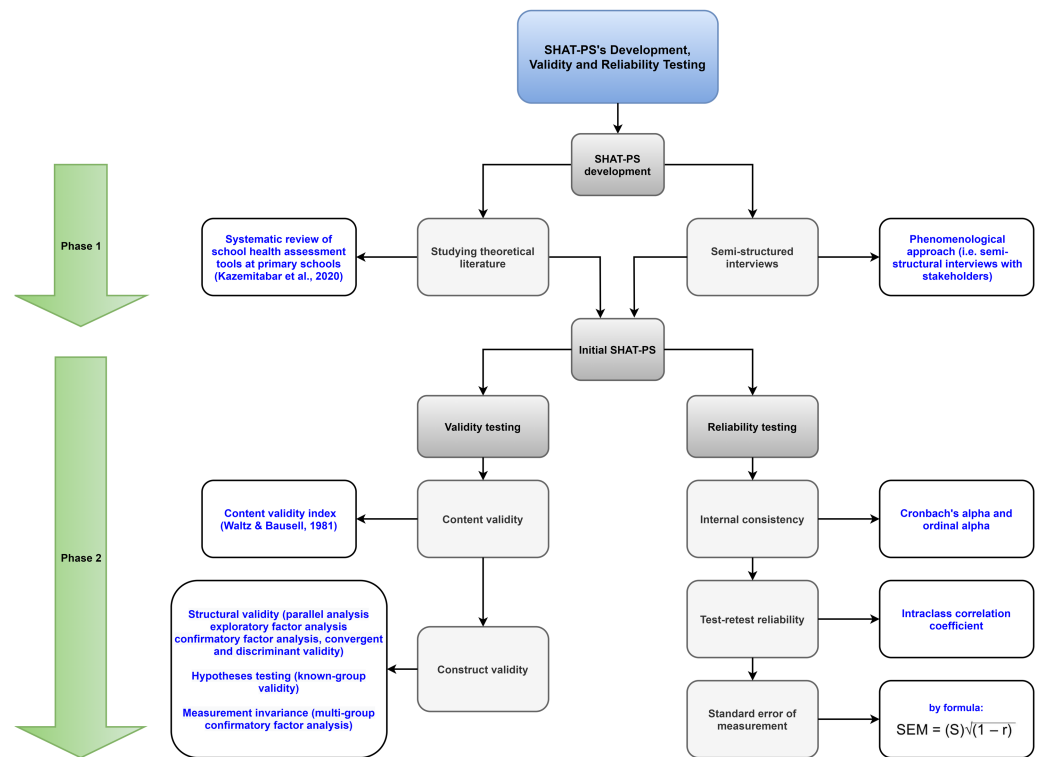 SHAT-PS's Development,
Validity and Reliability Testing
SHAT-PS
development
Phase 1
Systematic review of
school health assessment
tools at primary schools
(Kazemitabar et al., 2020)
Studying theoretical
literature
Semi-structured
interviews
Phenomenological
approach (i.e. semi-
structural interviews with
stakeholders)
Initial SHAT-PS
Validity testing
Reliability testing
Phase 2
Content validity index
(Waltz & Bausell, 1981)
Content validity
Internal consistency
Cronbach's alpha and
ordinal alpha
Structural validity (parallel analysis
exploratory factor analysis
confirmatory factor analysis, convergent
and discriminant validity)
Hypotheses testing (known-group
validity)
Measurement invariance (multi-group
confirmatory factor analysis)
Construct validity
Test-retest reliability
Intraclass correlation
coefficient
Standard error of
measurement
by formula:
SEM = (S)√(1 – r)